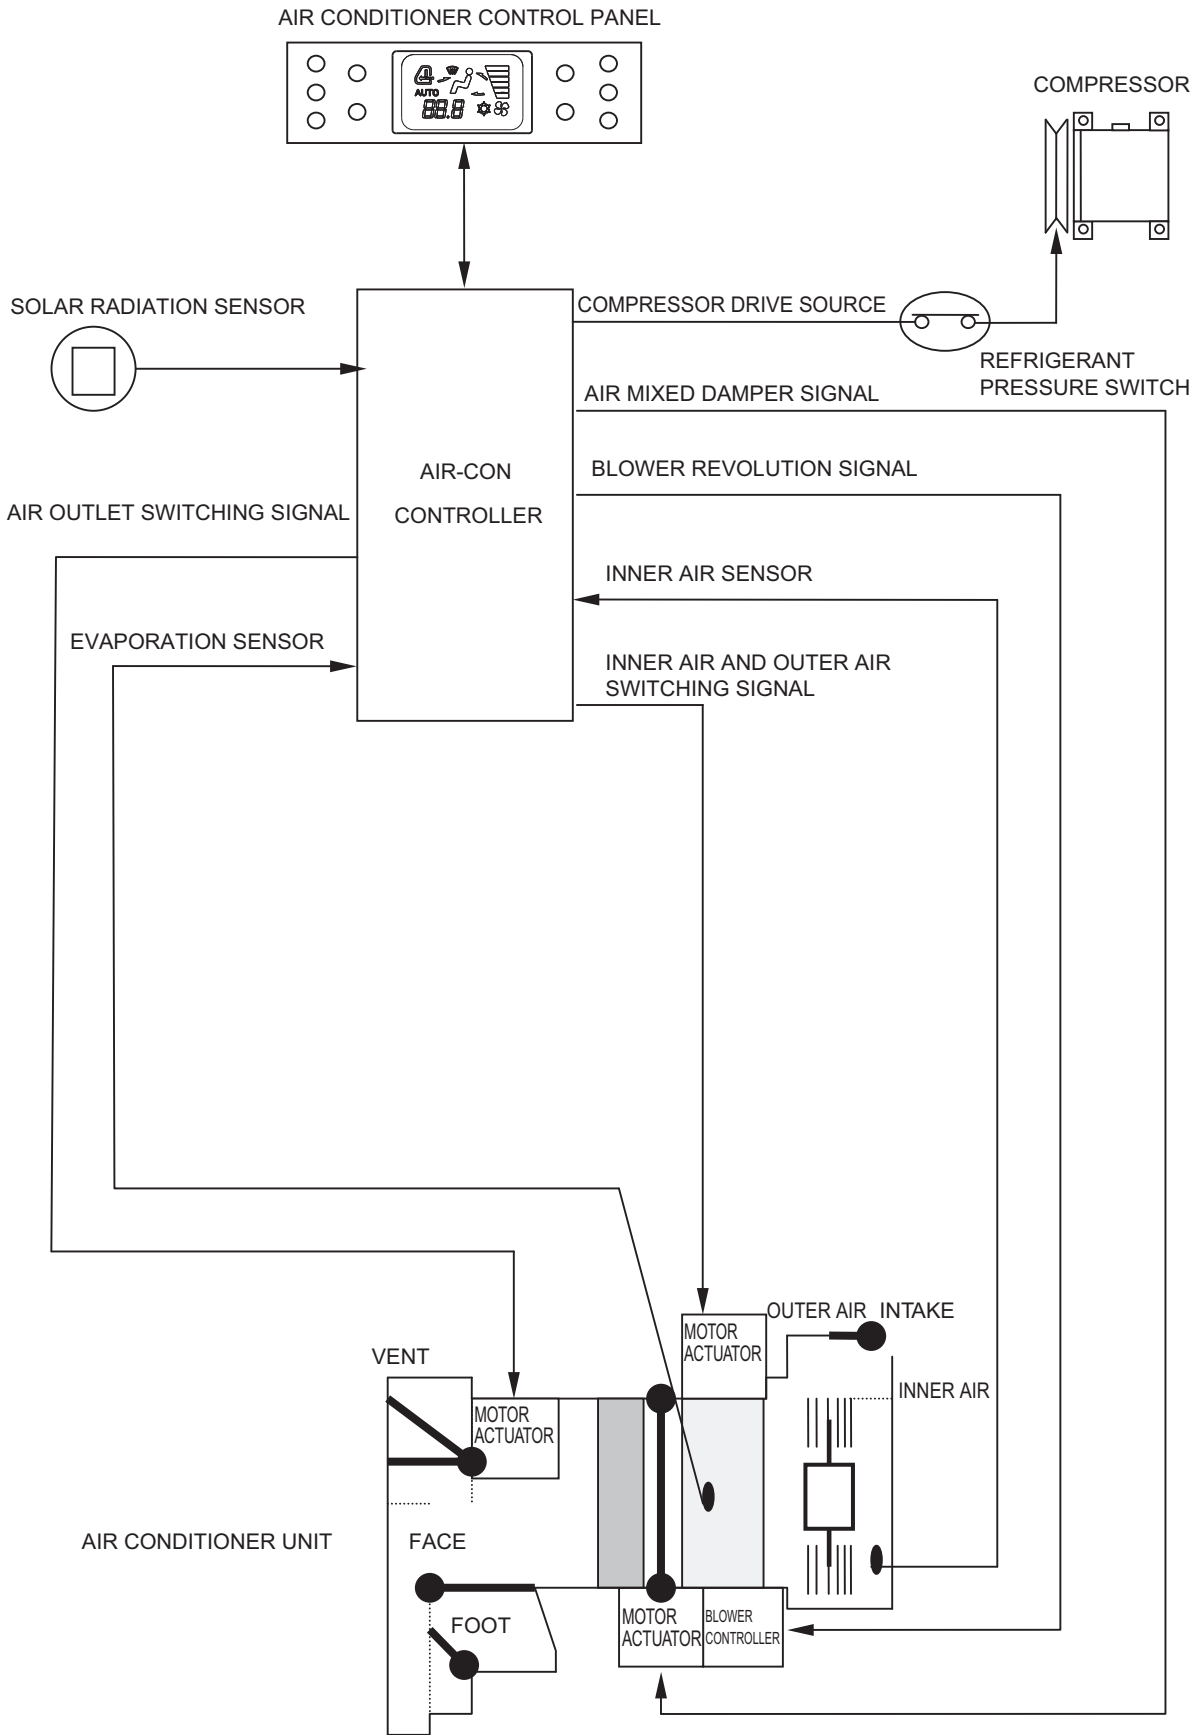 AIR CONDITIONER CONTROL PANEL
AUTO
88.8
COMPRESSOR
SOLAR RADIATION SENSOR
COMPRESSOR DRIVE SOURCE
REFRIGERANT
PRESSURE SWITCH
AIR MIXED DAMPER SIGNAL
AIR-CON
CONTROLLER
BLOWER REVOLUTION SIGNAL
AIR OUTLET SWITCHING SIGNAL
INNER AIR SENSOR
EVAPORATION SENSOR
INNER AIR AND OUTER AIR
SWITCHING SIGNAL
OUTER AIR INTAKE
MOTOR
ACTUATOR
VENT
INNER AIR
MOTOR
ACTUATOR
AIR CONDITIONER UNIT
FACE
FOOT
MOTOR
ACTUATOR
BLOWER
CONTROLLER